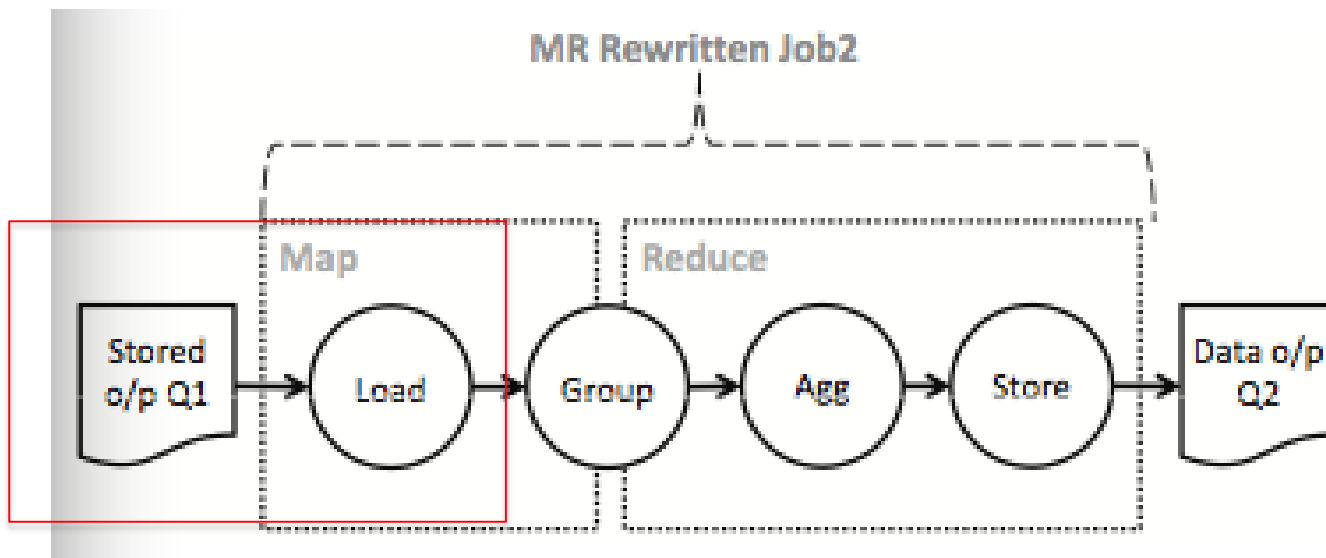 MR Rewritten Job2
Map
Reduce
Stored
o/p Q1
Load
Group
Agg
Store
Data o/p
Q2